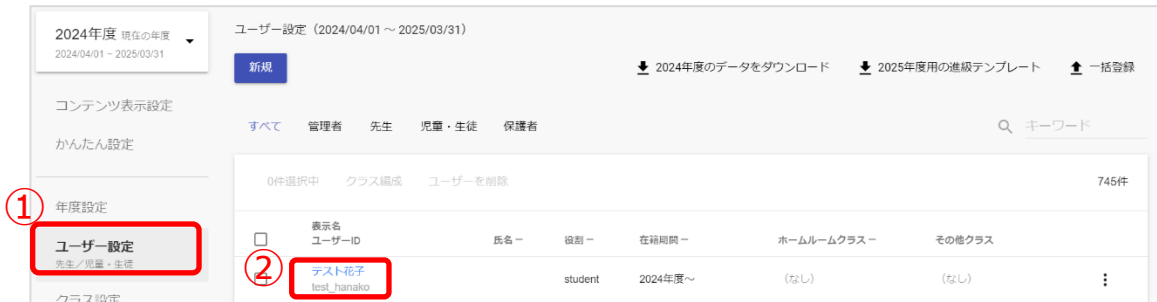 2024年度 現在の年度
2024/04/01 ~ 2025/03/31
コンテンツ表示設定
かんたん設定
年度設定
①
ユーザー設定
先生/児童・生徒
クラス設定
ユーザー設定（2024/04/01 ～ 2025/03/31）
新規
2024年度のデータをダウンロード
2025年度用の進級テンプレート
一括登録
すべて 管理者 先生 児童・生徒 保護者
キーワード
0件選択中 クラス編成 ユーザーを削除
745件
表示名
ユーザーID
氏名 − 役割 − 在籍期間 − ホームルームクラス − その他クラス
②
テスト花子
test_hanako
student 2024年度～ （なし） （なし）